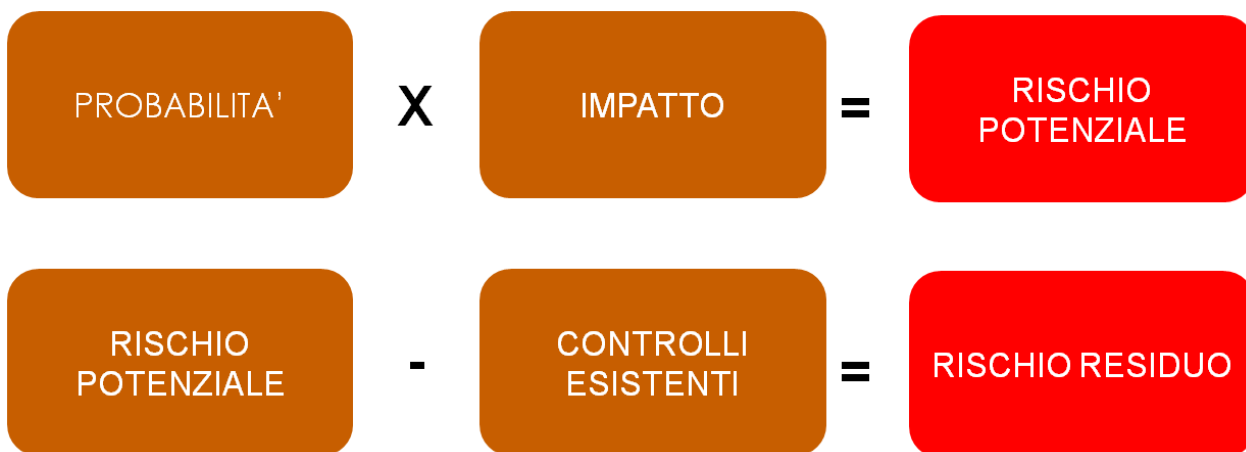 PROBABILITA’ X IMPATTO = RISCHIO
POTENZIALE
RISCHIO
POTENZIALE - CONTROLLI
ESISTENTI = RISCHIO RESIDUO